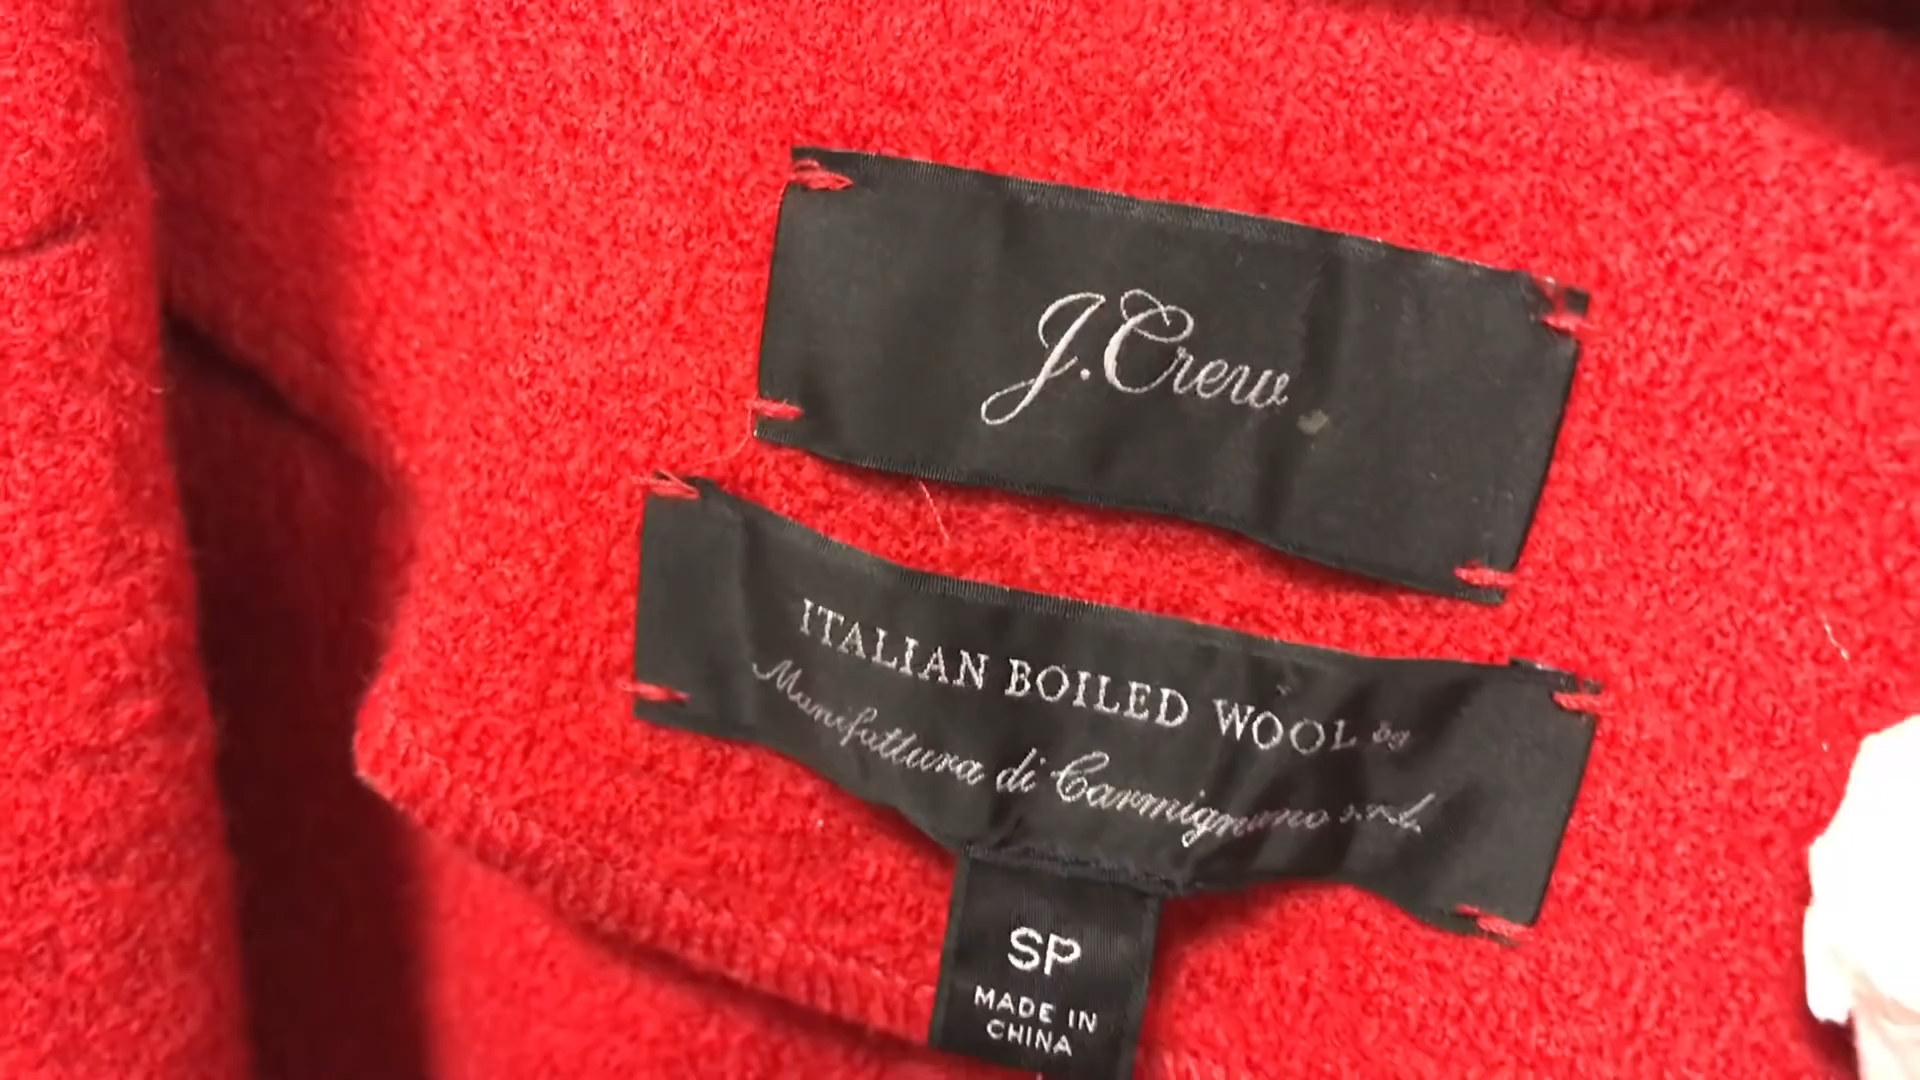 J.Crew
ITALIAN BOILED WOOL by
Manifattura di Carmignano s.r.l.
SP
MADE IN
CHINA